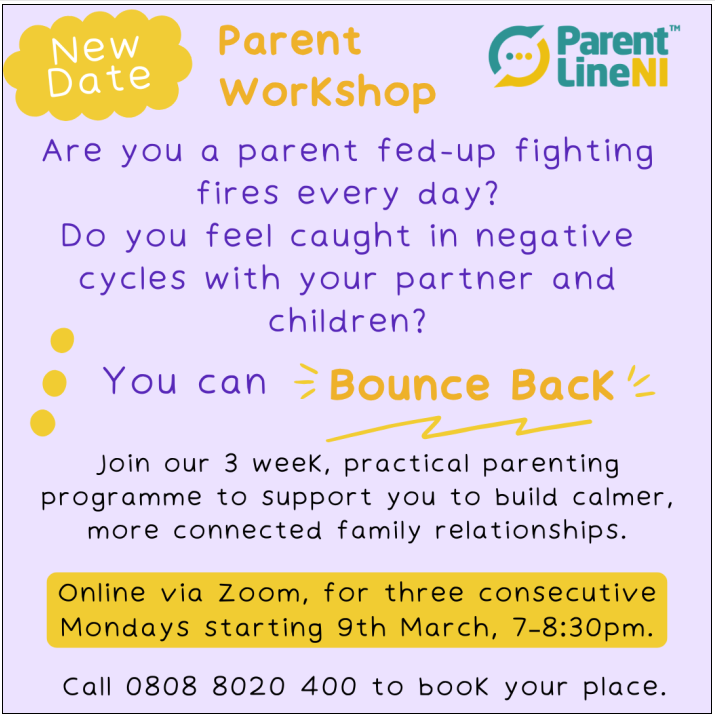 New
Date
Parent
Workshop
Parent™
LineNI
Are you a parent fed-up fighting
fires every day?
Do you feel caught in negative
cycles with your partner and
children?
You can Bounce Back
Join our 3 week, practical parenting
programme to support you to build calmer,
more connected family relationships.
Online via Zoom, for three consecutive
Mondays starting 9th March, 7-8:30pm.
Call 0808 8020 400 to book your place.